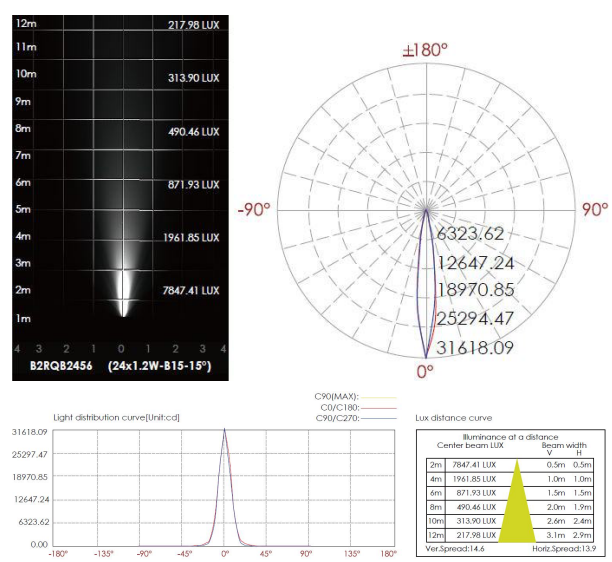 12m 217.98 LUX
11m
10m 313.90 LUX
9m
8m 490.46 LUX
7m
6m 871.93 LUX
5m
4m 1961.85 LUX
3m
2m 7847.41 LUX
1m
4 3 2 1 0 1 2 3 4
B2RQB2456 (24x1.2W-B15-15°)
±180°
-90° 90°
6323.62
12647.24
18970.85
25294.47
31618.09
0°
C90(MAX):
C0/C180:
C90/C270:
Light distribution curve[Unit:cd]
31618.09
25297.47
18970.85
12647.24
6323.62
0.00
-180° -135° -90° -45° 0° 45° 90° 135° 180°
Lux distance curve
Illuminance at a distance
Center beam LUX Beam width
V H
2m 7847.41 LUX 0.5m 0.5m
4m 1961.85 LUX 1.0m 1.0m
6m 871.93 LUX 1.5m 1.5m
8m 490.46 LUX 2.0m 1.9m
10m 313.90 LUX 2.6m 2.4m
12m 217.98 LUX 3.1m 2.9m
Ver.Spread:14.6 Horiz.Spread:13.9